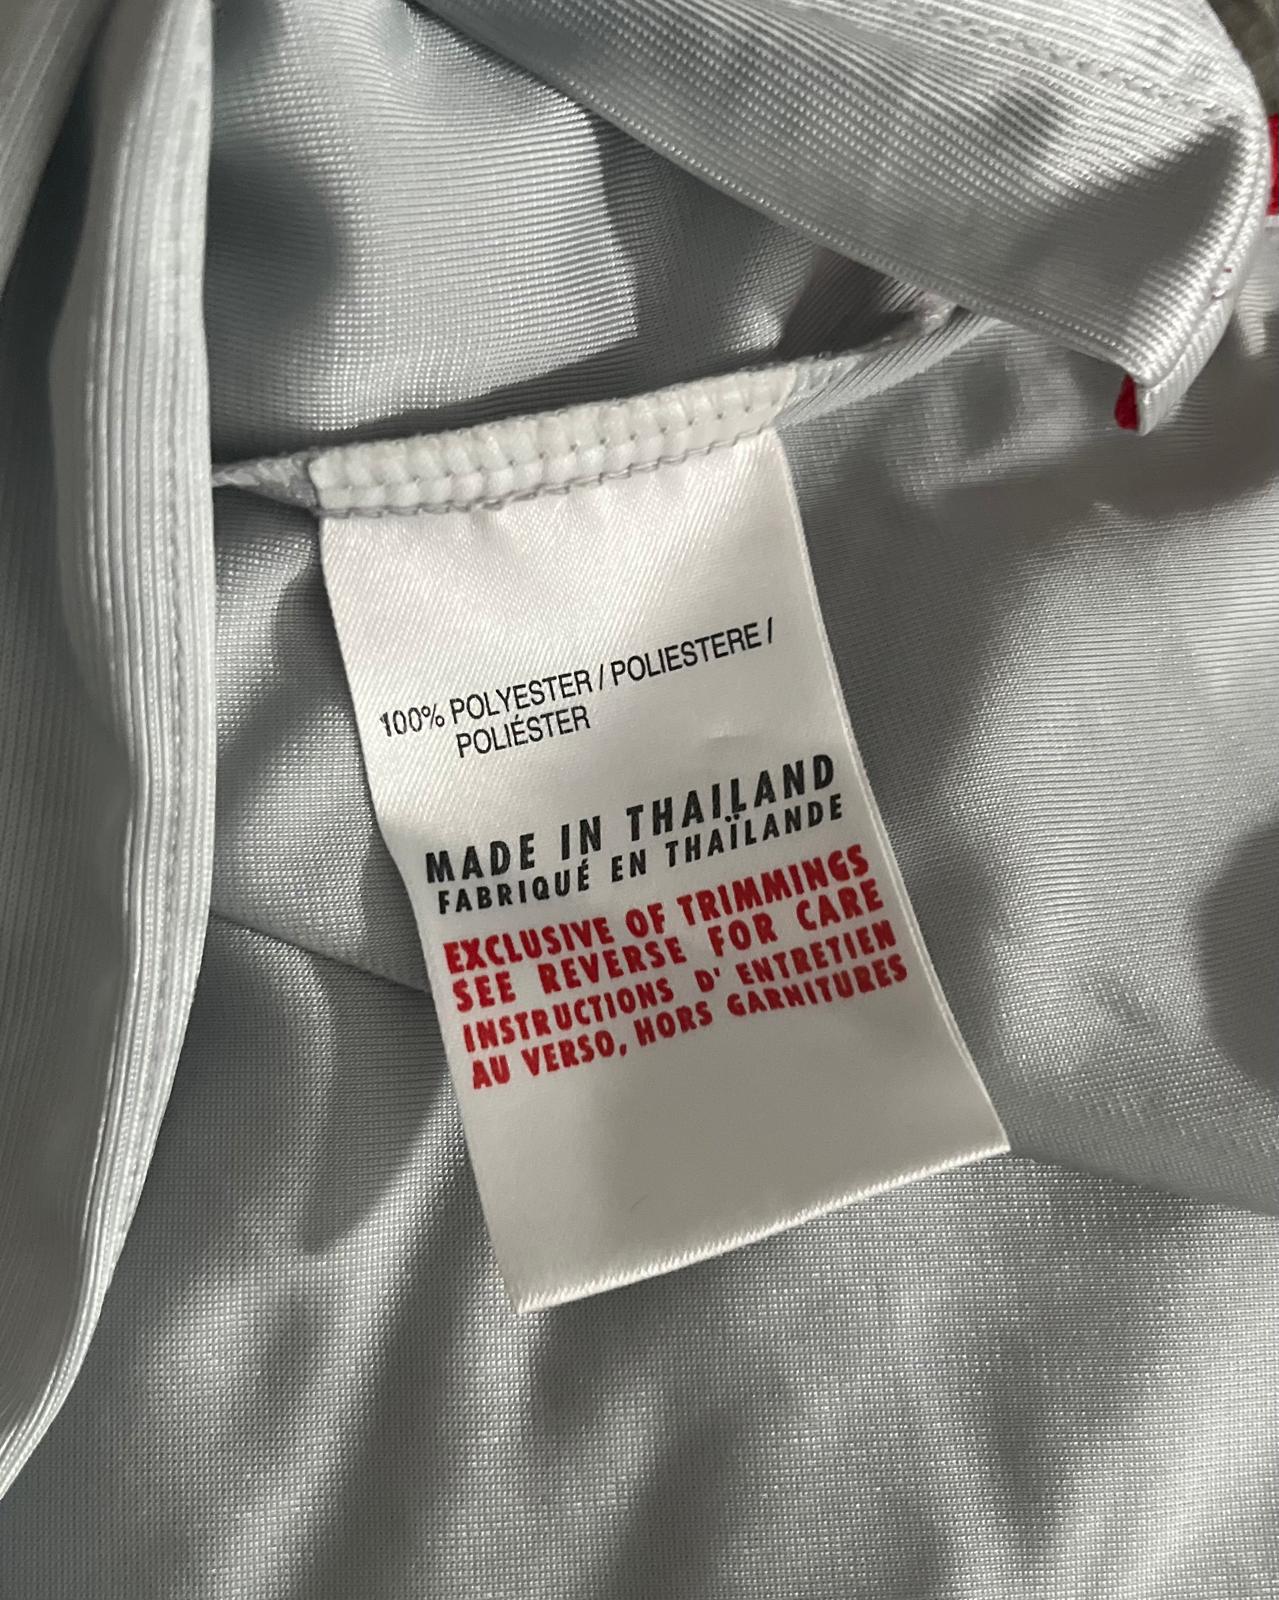 100% POLYESTER / POLIESTERE /
POLIÉSTER
MADE IN THAILAND
FABRIQUÉ EN THAÏLANDE
EXCLUSIVE OF TRIMMINGS
SEE REVERSE FOR CARE
INSTRUCTIONS D' ENTRETIEN
AU VERSO, HORS GARNITURES